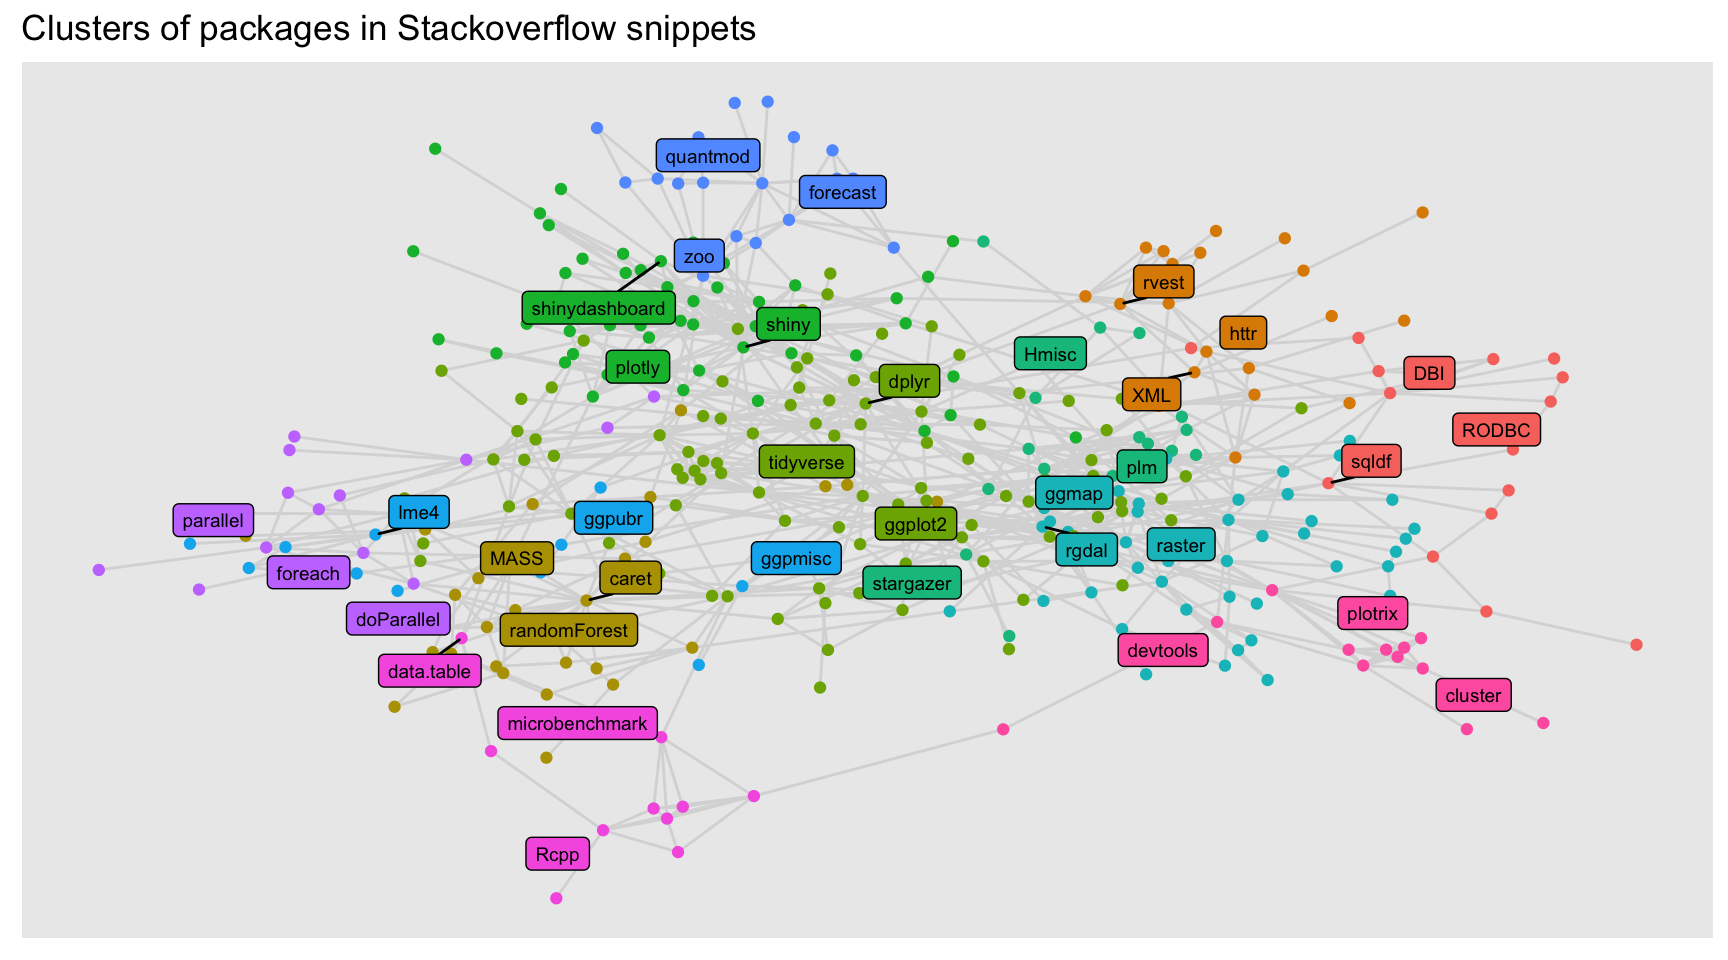 Clusters of packages in Stackoverflow snippets
quantmod
forecast
zoo
rvest
shinydashboard
shiny
httr
Hmisc
plotly
DBI
dplyr
XML
RODBC
tidyverse
sqldf
plm
ggmap
lme4
ggpubr
parallel
ggplot2
raster
rgdal
MASS
ggpmisc
foreach
caret
stargazer
plotrix
doParallel
randomForest
devtools
data.table
cluster
microbenchmark
Rcpp